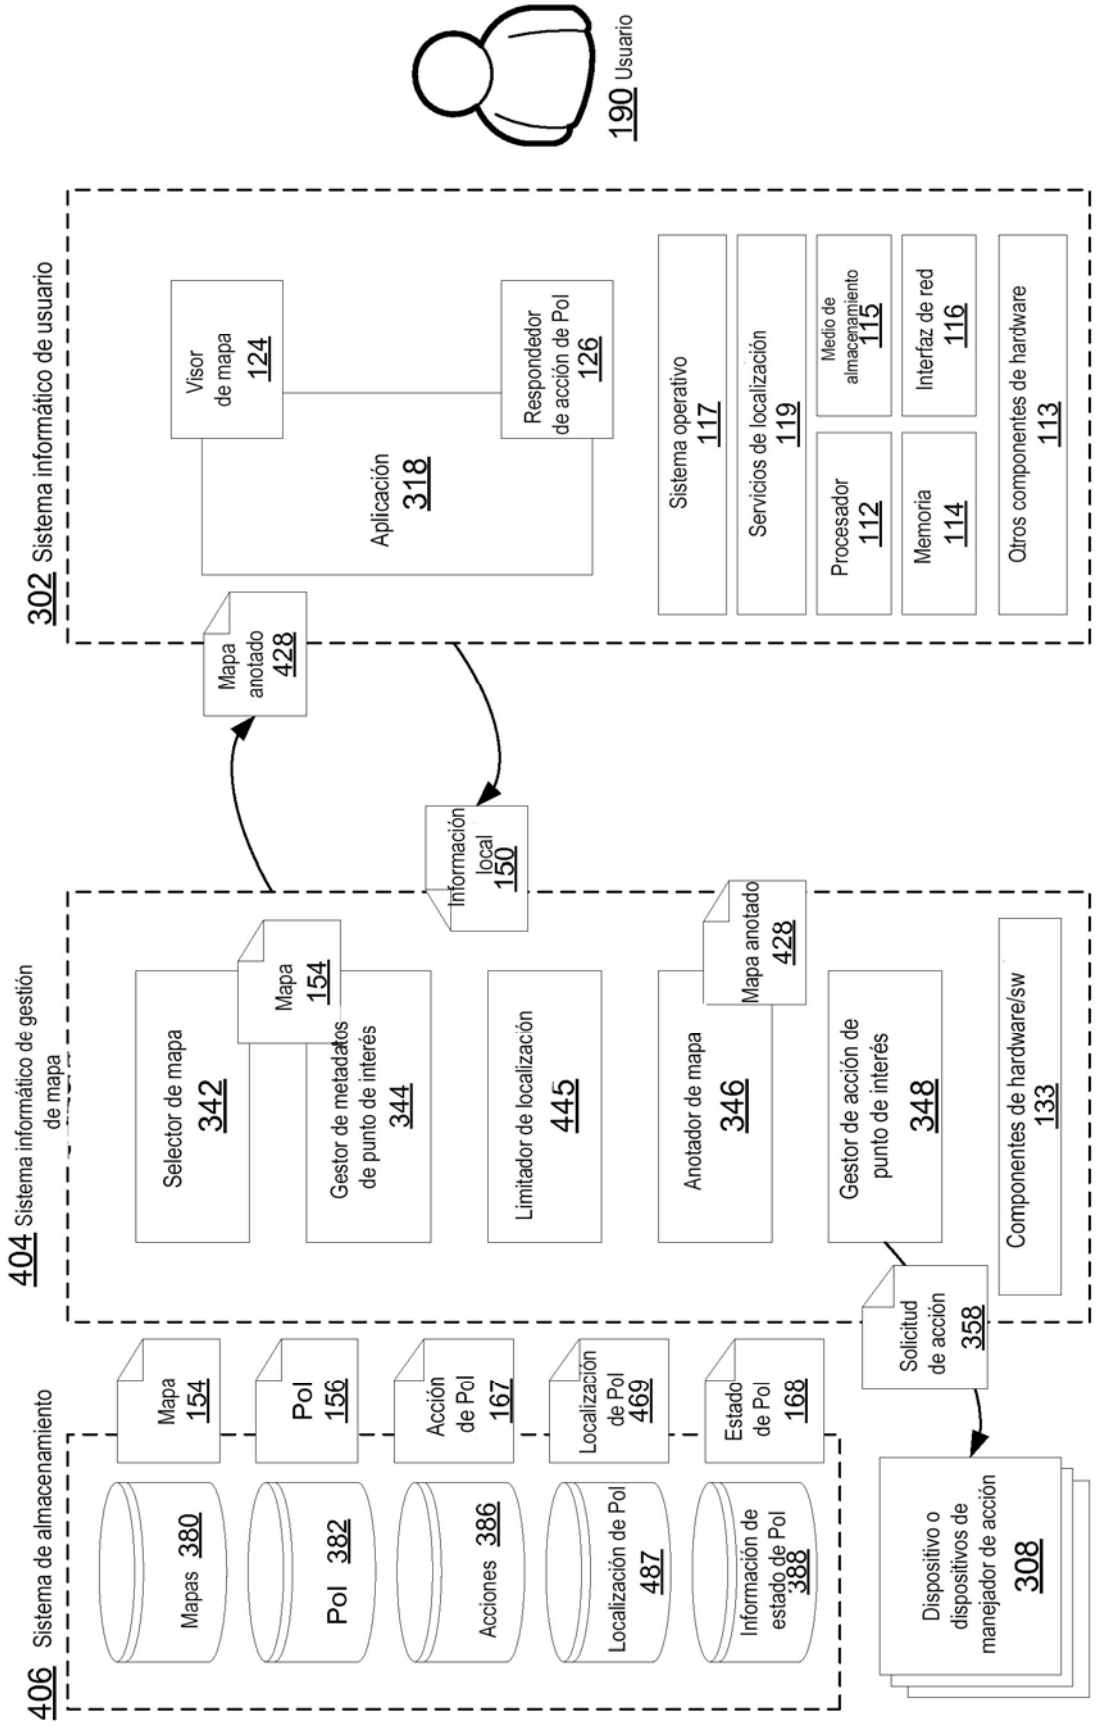 406 Sistema de almacenamiento
Mapas 380
PoI 382
Acciones 386
Localización de PoI
487
Información de
estado de PoI
388
Mapa
154
PoI
156
Acción
de PoI
167
Localización
de PoI
469
Estado
de PoI
168
Dispositivo o
dispositivos de
manejador de acción
308
404 Sistema informático de gestión
de mapa
Selector de mapa
342
Mapa
154
Gestor de metadatos
de punto de interés
344
Limitador de localización
445
Anotador de mapa
346
Mapa anotado
428
Gestor de acción de
punto de interés
348
Solicitud
de acción
358
Componentes de hardware/sw
133
Mapa
anotado
428
Información
local
150
302 Sistema informático de usuario
Visor
de mapa
124
Aplicación
318
Respondedor
de acción de PoI
126
Sistema operativo
117
Servicios de localización
119
Procesador
112
Medio de
almacenamiento
115
Memoria
114
Interfaz de red
116
Otros componentes de hardware
113
190 Usuario